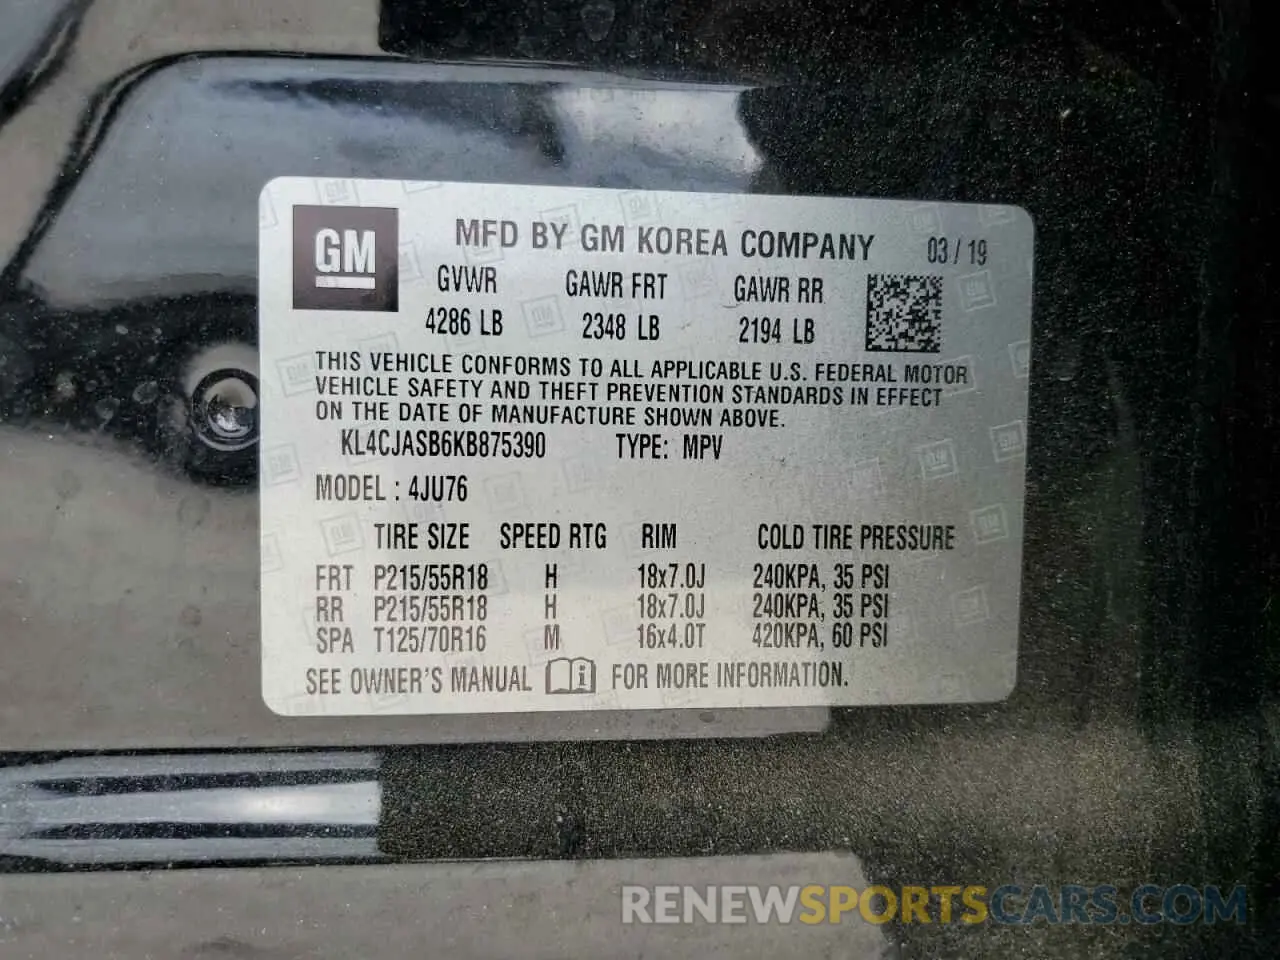 GM
MFD BY GM KOREA COMPANY 03 / 19
GVWR GAWR FRT GAWR RR
4286 LB 2348 LB 2194 LB
THIS VEHICLE CONFORMS TO ALL APPLICABLE U.S. FEDERAL MOTOR
VEHICLE SAFETY AND THEFT PREVENTION STANDARDS IN EFFECT
ON THE DATE OF MANUFACTURE SHOWN ABOVE.
KL4CJASB6KB875390 TYPE: MPV
MODEL : 4JU76
TIRE SIZE SPEED RTG RIM COLD TIRE PRESSURE
FRT P215/55R18 H 18x7.0J 240KPA, 35 PSI
RR P215/55R18 H 18x7.0J 240KPA, 35 PSI
SPA T125/70R16 M 16x4.0T 420KPA, 60 PSI
SEE OWNER'S MANUAL i FOR MORE INFORMATION.
RENEWSPORTSCARS.COM